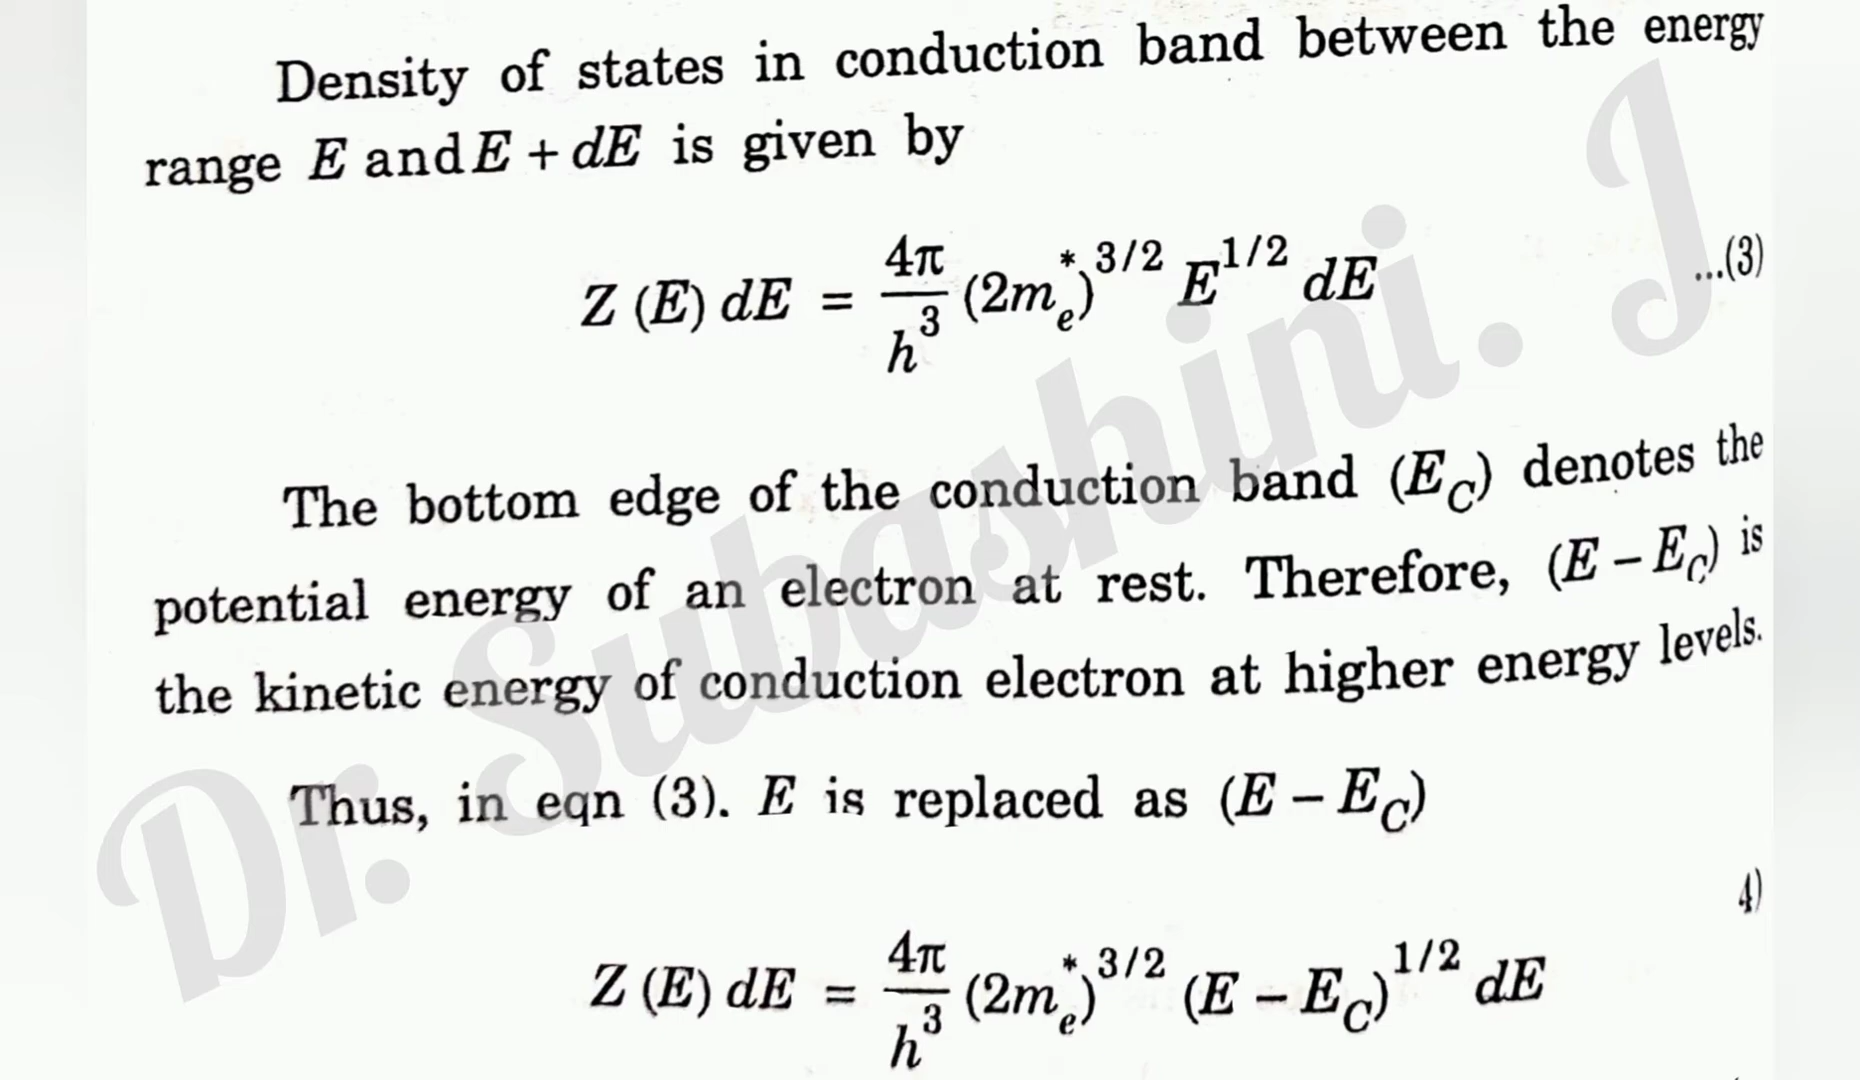 Density of states in conduction band between the energy
range E and E + dE is given by
Z (E) dE = 4π/h³ (2mₑ*)^3/2 E^1/2 dE ...(3)
The bottom edge of the conduction band (E_C) denotes the
potential energy of an electron at rest. Therefore, (E – E_C) is
the kinetic energy of conduction electron at higher energy levels.
Thus, in eqn (3). E is replaced as (E – E_C)
4)
Z (E) dE = 4π/h³ (2mₑ*)^3/2 (E – E_C)^1/2 dE
Dr. Subashini. J